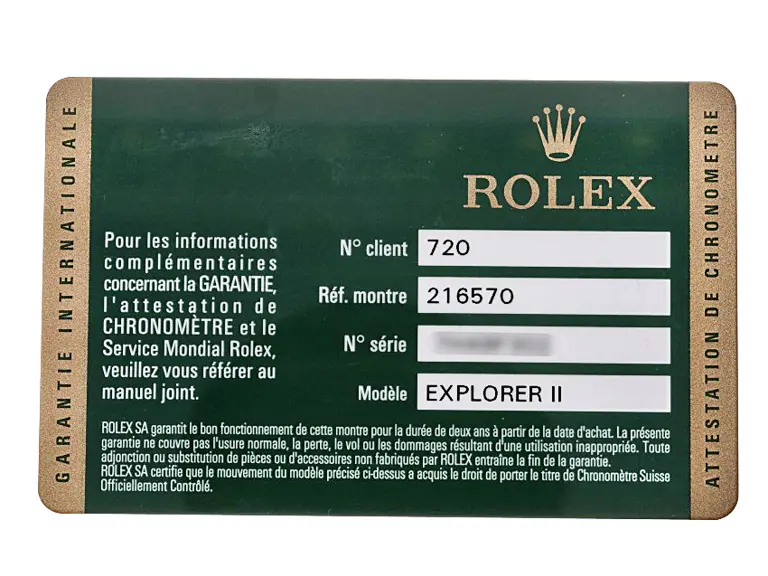 GARANTIE INTERNATIONALE
ROLEX
Pour les informations
complémentaires
concernant la GARANTIE,
l'attestation de
CHRONOMÈTRE et le
Service Mondial Rolex,
veuillez vous référer au
manuel joint.
N° client 720
Réf. montre 216570
N° série
Modèle EXPLORER II
ROLEX SA garantit le bon fonctionnement de cette montre pour la durée de deux ans à partir de la date d'achat. La présente
garantie ne couvre pas l'usure normale, la perte, le vol ou les dommages résultant d'une utilisation inappropriée. Toute
adjonction ou substitution de pièces ou d'accessoires non fabriqués par ROLEX entraîne la fin de la garantie.
ROLEX SA certifie que le mouvement du modèle précisé ci-dessus a acquis le droit de porter le titre de Chronomètre Suisse
Officiellement Contrôlé.
ATTESTATION DE CHRONOMETRE